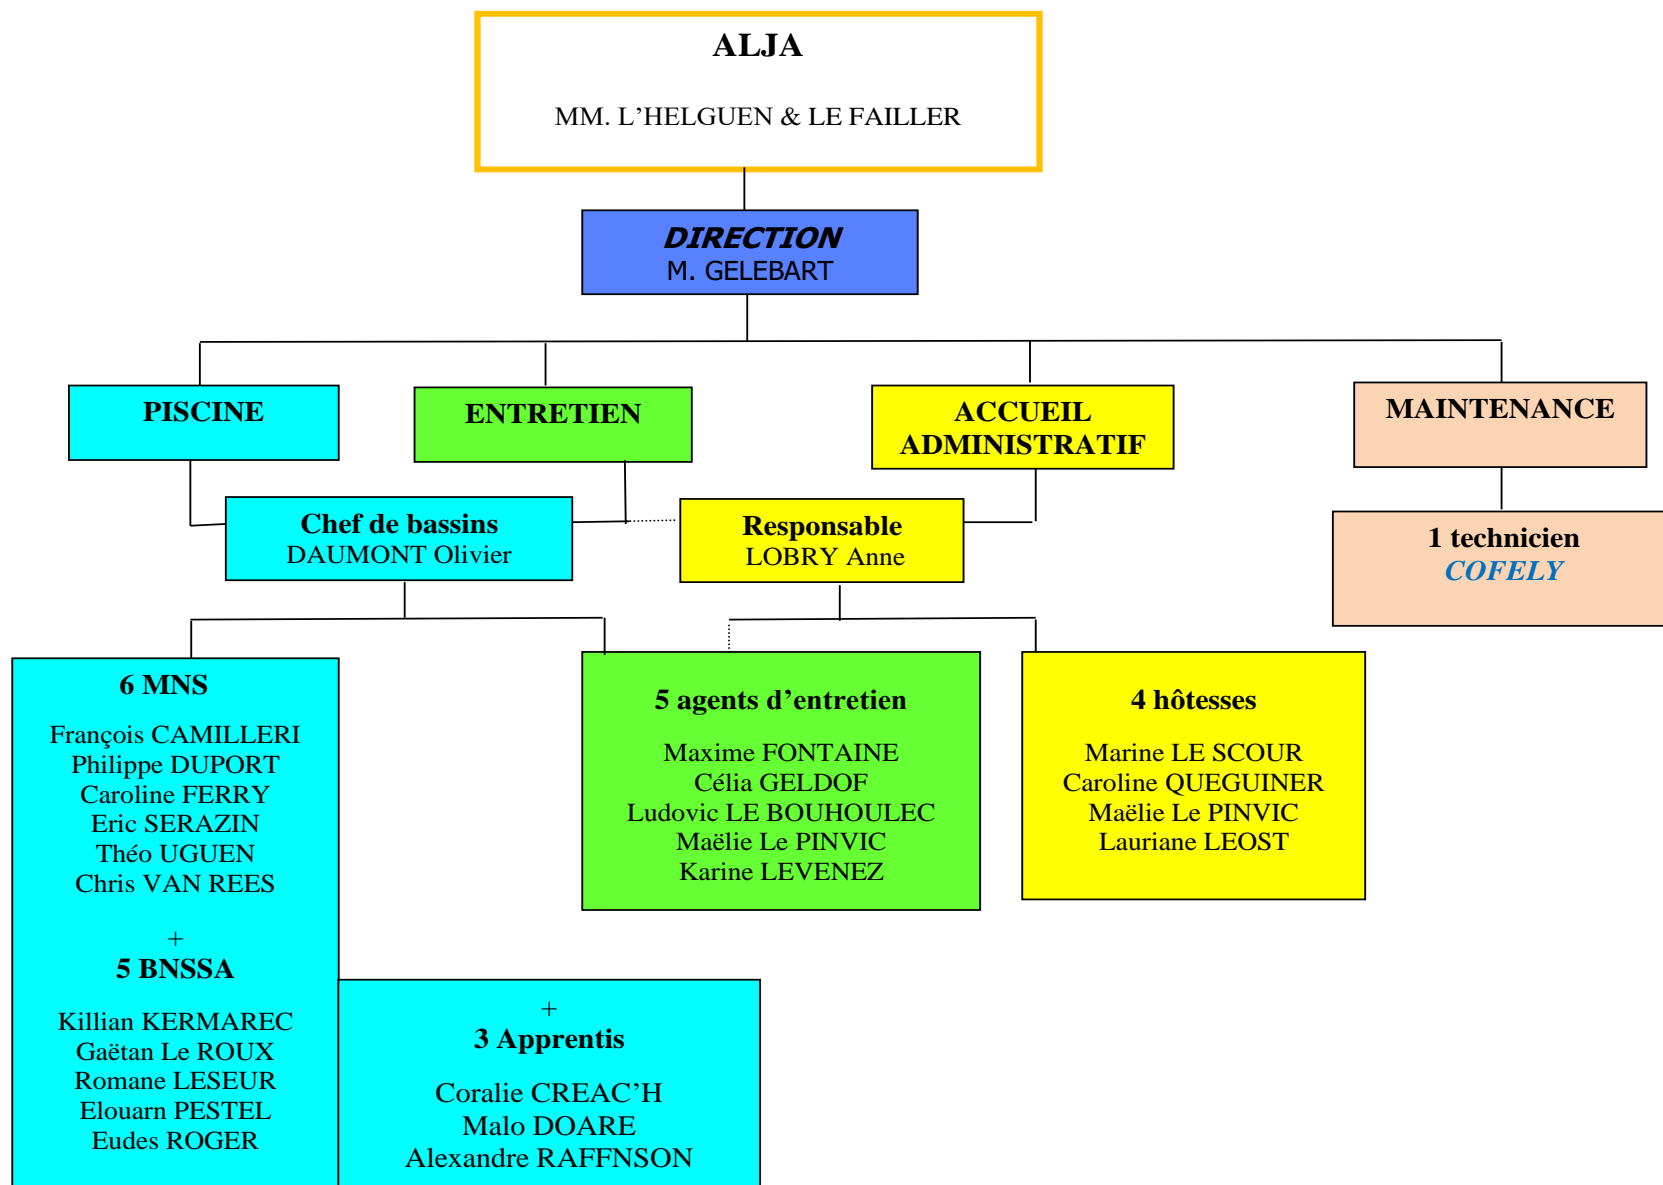 ALJA
MM. L’HELGUEN & LE FAILLER
DIRECTION
M. GELEBART
PISCINE
ENTRETIEN
ACCUEIL
ADMINISTRATIF
MAINTENANCE
Chef de bassins
DAUMONT Olivier
Responsable
LOBRY Anne
1 technicien
COFELY
6 MNS
François CAMILLERI
Philippe DUPORT
Caroline FERRY
Eric SERAZIN
Théo UGUEN
Chris VAN REES
+
5 BNSSA
Killian KERMAREC
Gaëtan Le ROUX
Romane LESEUR
Elouarn PESTEL
Eudes ROGER
+
3 Apprentis
Coralie CREAC’H
Malo DOARE
Alexandre RAFFNSON
5 agents d’entretien
Maxime FONTAINE
Célia GELDOF
Ludovic LE BOUHOULEC
Maëlie Le PINVIC
Karine LEVENEZ
4 hôtesses
Marine LE SCOUR
Caroline QUEGUINER
Maëlie Le PINVIC
Lauriane LEOST